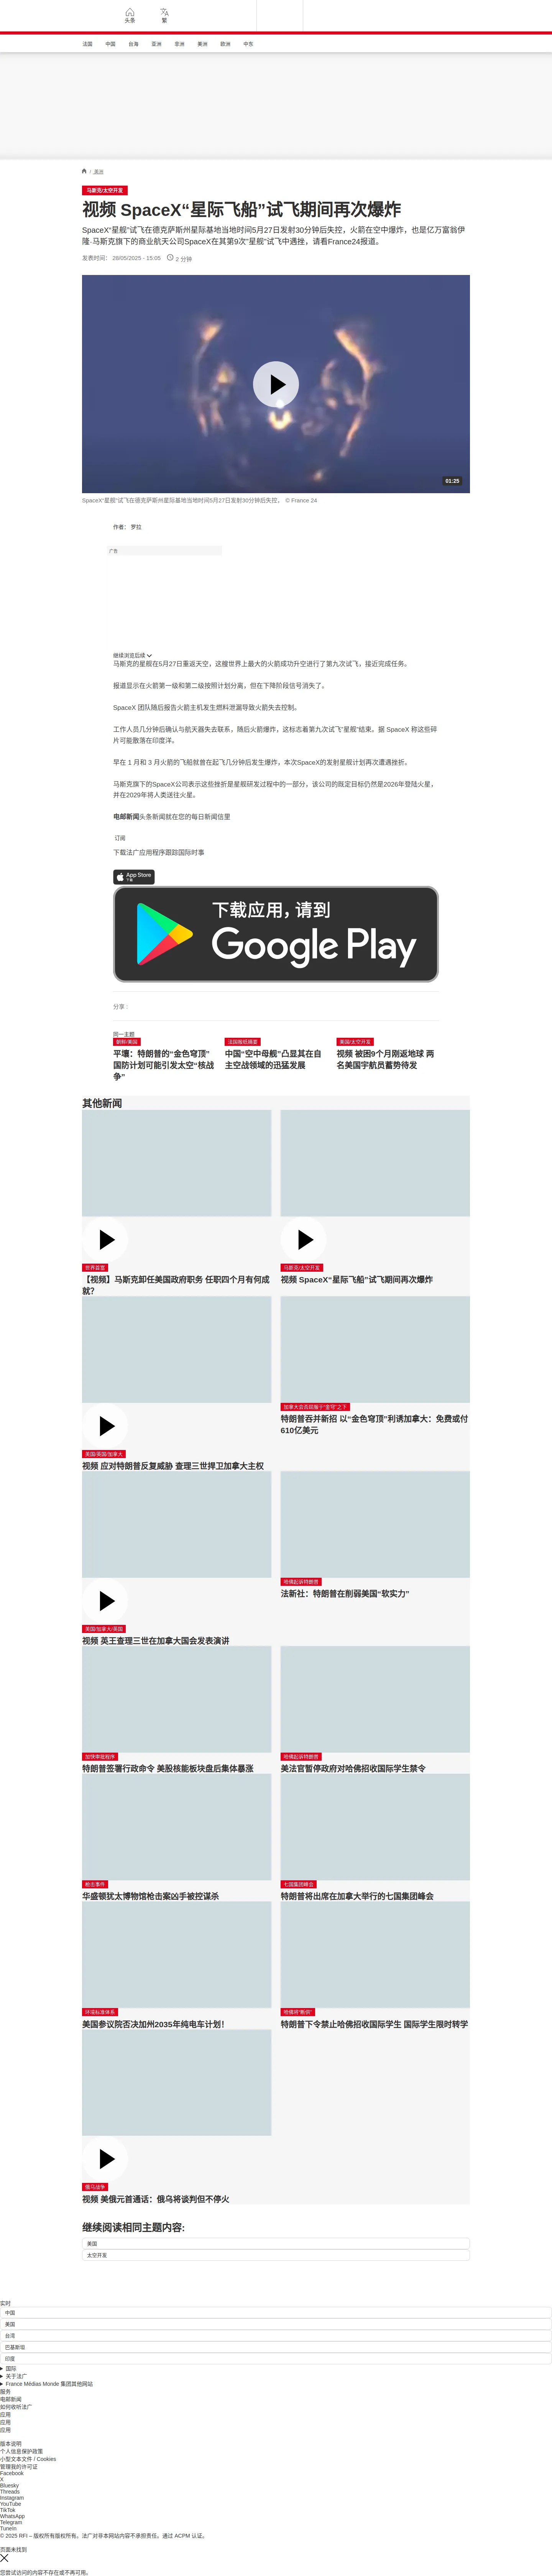 头条
繁
法国
中国
台海
亚洲
非洲
美洲
欧洲
中东
/ 美洲
马斯克/太空开发
视频 SpaceX“星际飞船”试飞期间再次爆炸
SpaceX“星舰”试飞在德克萨斯州星际基地当地时间5月27日发射30分钟后失控，火箭在空中爆炸，也是亿万富翁伊
隆·马斯克旗下的商业航天公司SpaceX在其第9次“星舰”试飞中遇挫，请看France24报道。
发表时间： 28/05/2025 - 15:05 2 分钟
01:25
SpaceX“星舰”试飞在德克萨斯州星际基地当地时间5月27日发射30分钟后失控， © France 24
作者： 罗拉
广告
继续浏览后续
马斯克的星舰在5月27日重返天空，这艘世界上最大的火箭成功升空进行了第九次试飞，接近完成任务。
报道显示在火箭第一级和第二级按照计划分离，但在下降阶段信号消失了。
SpaceX 团队随后报告火箭主机发生燃料泄漏导致火箭失去控制。
工作人员几分钟后确认与航天器失去联系，随后火箭爆炸，这标志着第九次试飞“星舰”结束。据 SpaceX 称这些碎
片可能散落在印度洋。
早在 1 月和 3 月火箭的飞船就曾在起飞几分钟后发生爆炸，本次SpaceX的发射星舰计划再次遭遇挫折。
马斯克旗下的SpaceX公司表示这些挫折是星舰研发过程中的一部分，该公司的既定目标仍然是2026年登陆火星，
并在2029年将人类送往火星。
电邮新闻头条新闻就在您的每日新闻信里
订阅
下载法广应用程序跟踪国际时事
App Store
下载
下载应用，请到
Google Play
分享 :
同一主题
朝鲜/美国
平壤：特朗普的“金色穹顶”
国防计划可能引发太空“核战
争”
法国报纸摘要
中国“空中母舰”凸显其在自
主空战领域的迅猛发展
美国/太空开发
视频 被困9个月刚返地球 两
名美国宇航员蓄势待发
其他新闻
世界首富
【视频】马斯克卸任美国政府职务 任职四个月有何成
就？
马斯克/太空开发
视频 SpaceX“星际飞船”试飞期间再次爆炸
美国/英国/加拿大
视频 应对特朗普反复威胁 查理三世捍卫加拿大主权
加拿大会否屈服于“金穹”之下
特朗普吞并新招 以“金色穹顶”利诱加拿大：免费或付
610亿美元
美国/加拿大/英国
视频 英王查理三世在加拿大国会发表演讲
哈佛起诉特朗普
法新社：特朗普在削弱美国“软实力”
加快审批程序
特朗普签署行政命令 美股核能板块盘后集体暴涨
哈佛起诉特朗普
美法官暂停政府对哈佛招收国际学生禁令
枪击事件
华盛顿犹太博物馆枪击案凶手被控谋杀
七国集团峰会
特朗普将出席在加拿大举行的七国集团峰会
环境标准体系
美国参议院否决加州2035年纯电车计划！
哈佛将“断供”
特朗普下令禁止哈佛招收国际学生 国际学生限时转学
俄乌战争
视频 美俄元首通话：俄乌将谈判但不停火
继续阅读相同主题内容:
美国
太空开发
实时
中国
美国
台湾
巴基斯坦
印度
国际
关于法广
France Médias Monde 集团其他网站
服务
电邮新闻
如何收听法广
应用
应用
应用
版本说明
个人信息保护政策
小型文本文件 / Cookies
管理我的许可证
Facebook
X
Bluesky
Threads
Instagram
YouTube
TikTok
WhatsApp
Telegram
TuneIn
© 2025 RFI – 版权所有版权所有。法广对非本网站内容不承担责任。通过 ACPM 认证。
页面未找到
您尝试访问的内容不存在或不再可用。